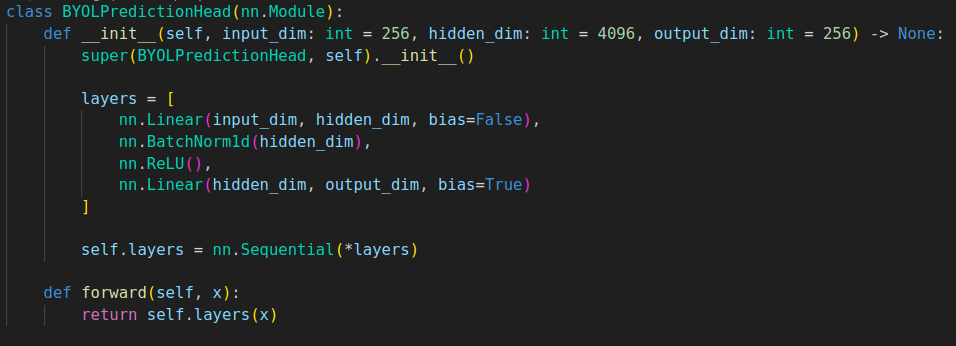 class BYOLPredictionHead(nn.Module):
    def __init__(self, input_dim: int = 256, hidden_dim: int = 4096, output_dim: int = 256) -> None:
        super(BYOLPredictionHead, self).__init__()

        layers = [
            nn.Linear(input_dim, hidden_dim, bias=False),
            nn.BatchNorm1d(hidden_dim),
            nn.ReLU(),
            nn.Linear(hidden_dim, output_dim, bias=True)
        ]

        self.layers = nn.Sequential(*layers)

    def forward(self, x):
        return self.layers(x)